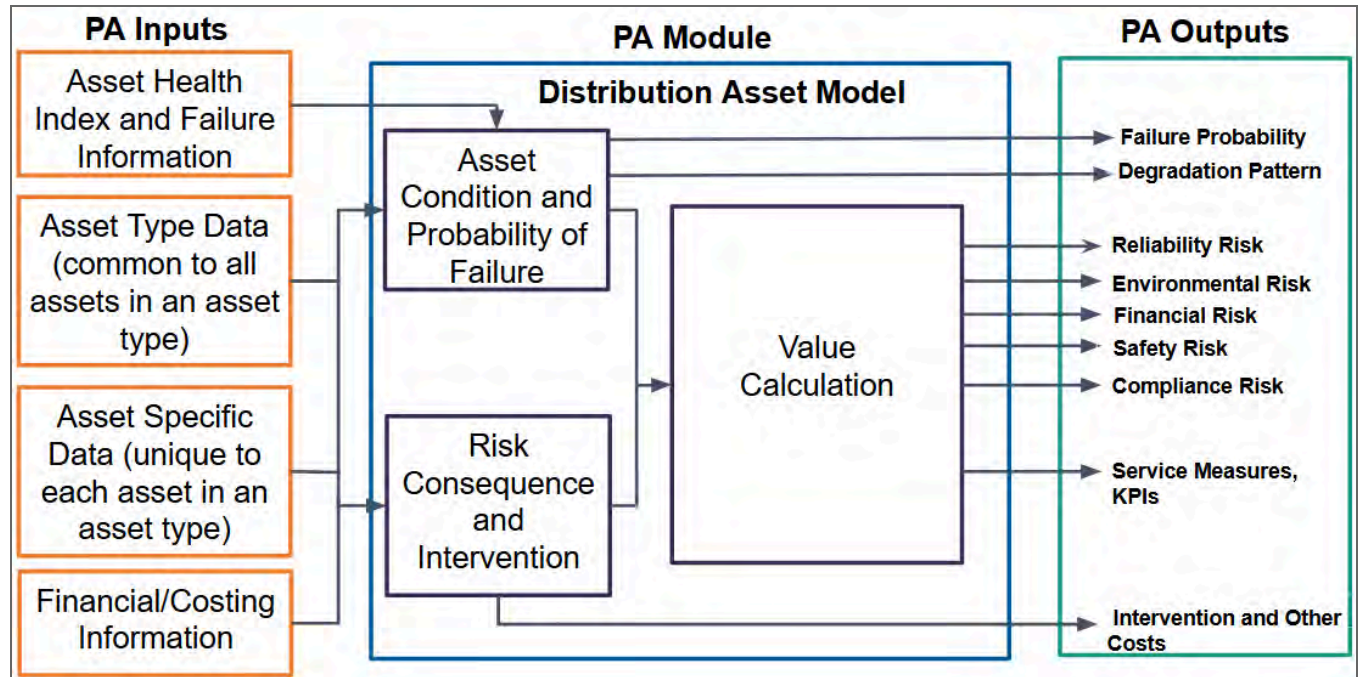 PA Inputs
Asset Health
Index and Failure
Information
Asset Type Data
(common to all
assets in an asset
type)
Asset Specific
Data (unique to
each asset in an
asset type)
Financial/Costing
Information
PA Module
Distribution Asset Model
Asset
Condition and
Probability of
Failure
Risk
Consequence
and
Intervention
Value
Calculation
PA Outputs
Failure Probability
Degradation Pattern
Reliability Risk
Environmental Risk
Financial Risk
Safety Risk
Compliance Risk
Service Measures,
KPIs
Intervention and Other
Costs